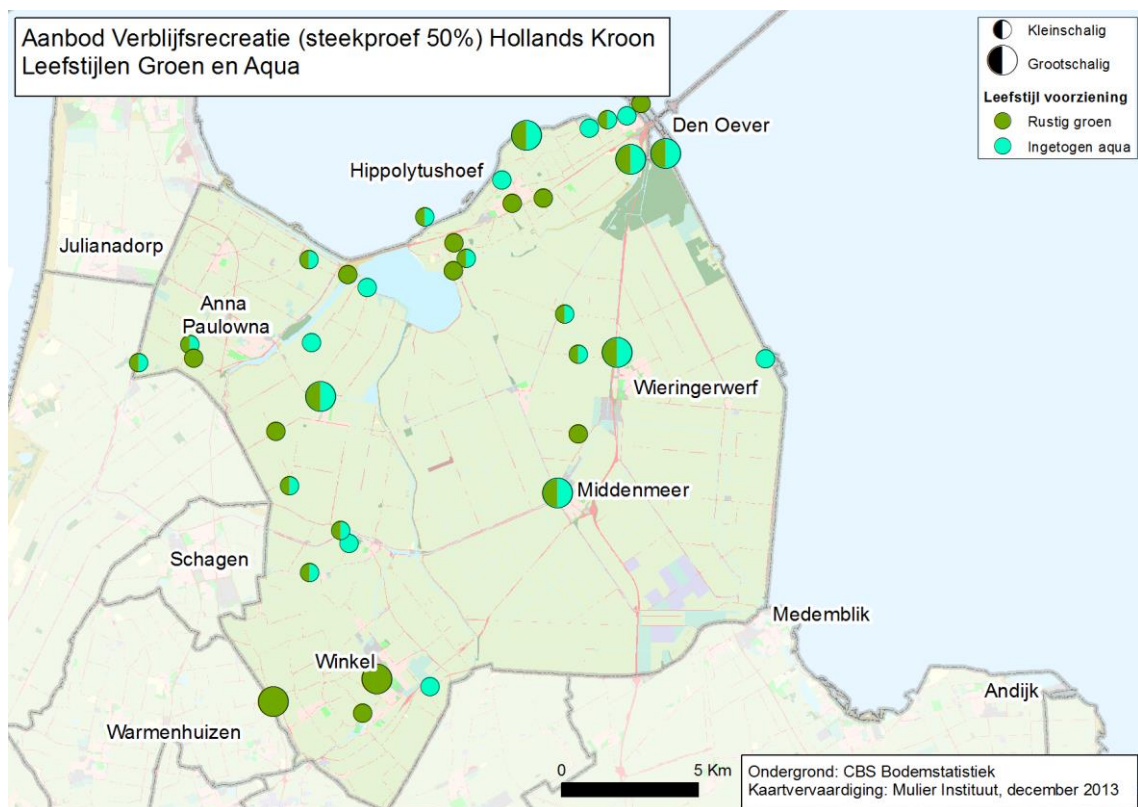 Aanbod Verblijfsrecreatie (steekproef 50%) Hollands Kroon
Leefstijlen Groen en Aqua
Kleinschalig
Grootschalig
Leefstijl voorziening
Rustig groen
Ingetogen aqua
Den Oever
Hippolytushoef
Julianadorp
Anna
Paulowna
Wieringerwerf
Middenmeer
Schagen
Medemblik
Winkel
Andijk
Warmenhuizen
0 5 Km
Ondergrond: CBS Bodemstatistiek
Kaartvervaardiging: Mulier Instituut, december 2013